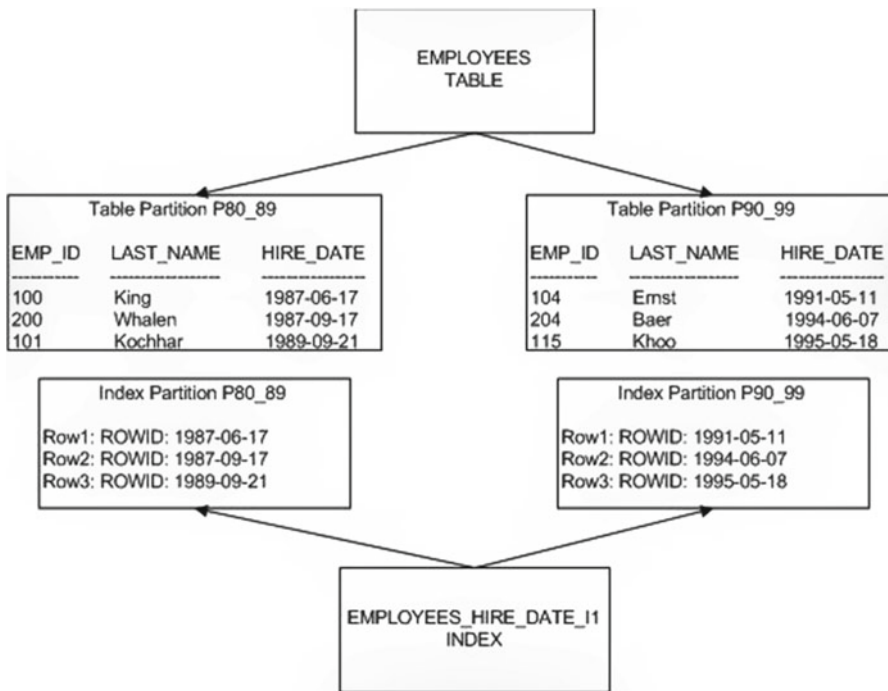 EMPLOYEES
TABLE
Table Partition P80_89
EMP_ID LAST_NAME HIRE_DATE
100 King 1987-06-17
200 Whalen 1987-09-17
101 Kochhar 1989-09-21
Table Partition P90_99
EMP_ID LAST_NAME HIRE_DATE
104 Ernst 1991-05-11
204 Baer 1994-06-07
115 Khoo 1995-05-18
Index Partition P80_89
Row1: ROWID: 1987-06-17
Row2: ROWID: 1987-09-17
Row3: ROWID: 1989-09-21
Index Partition P90_99
Row1: ROWID: 1991-05-11
Row2: ROWID: 1994-06-07
Row3: ROWID: 1995-05-18
EMPLOYEES_HIRE_DATE_I1
INDEX